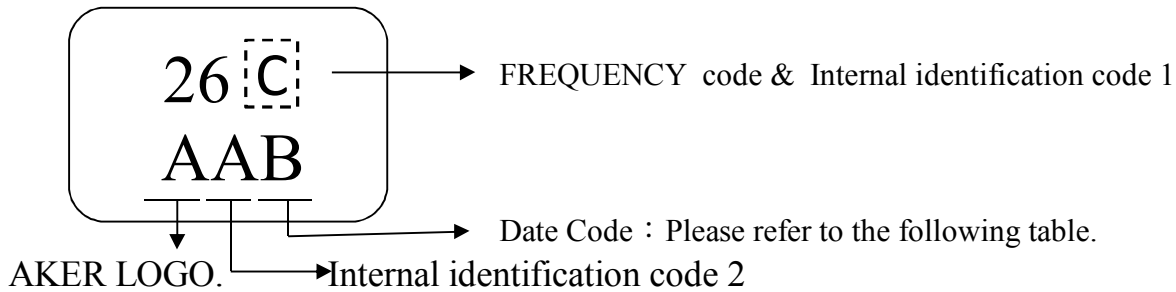 26 C
FREQUENCY code & Internal identification code 1
AAB
Date Code：Please refer to the following table.
AKER LOGO.
Internal identification code 2